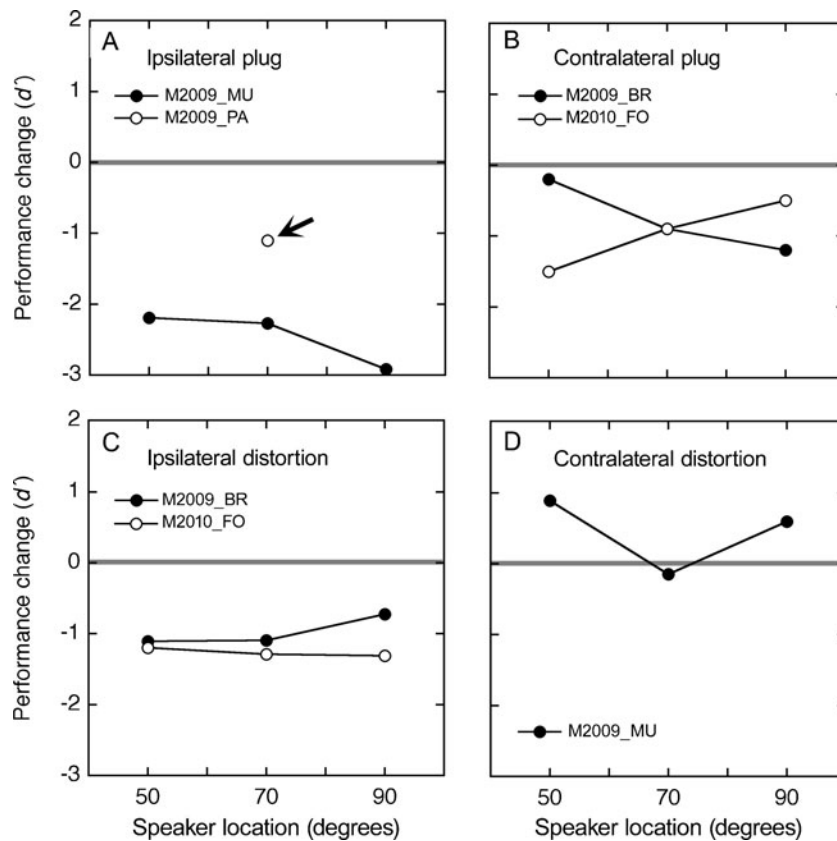 A
Ipsilateral plug
M2009_MU
M2009_PA
B
Contralateral plug
M2009_BR
M2010_FO
2
1
0
-1
-2
-3
Performance change (d')
C
Ipsilateral distortion
M2009_BR
M2010_FO
D
Contralateral distortion
M2009_MU
2
1
0
-1
-2
-3
Performance change (d')
50 70 90
Speaker location (degrees)
50 70 90
Speaker location (degrees)